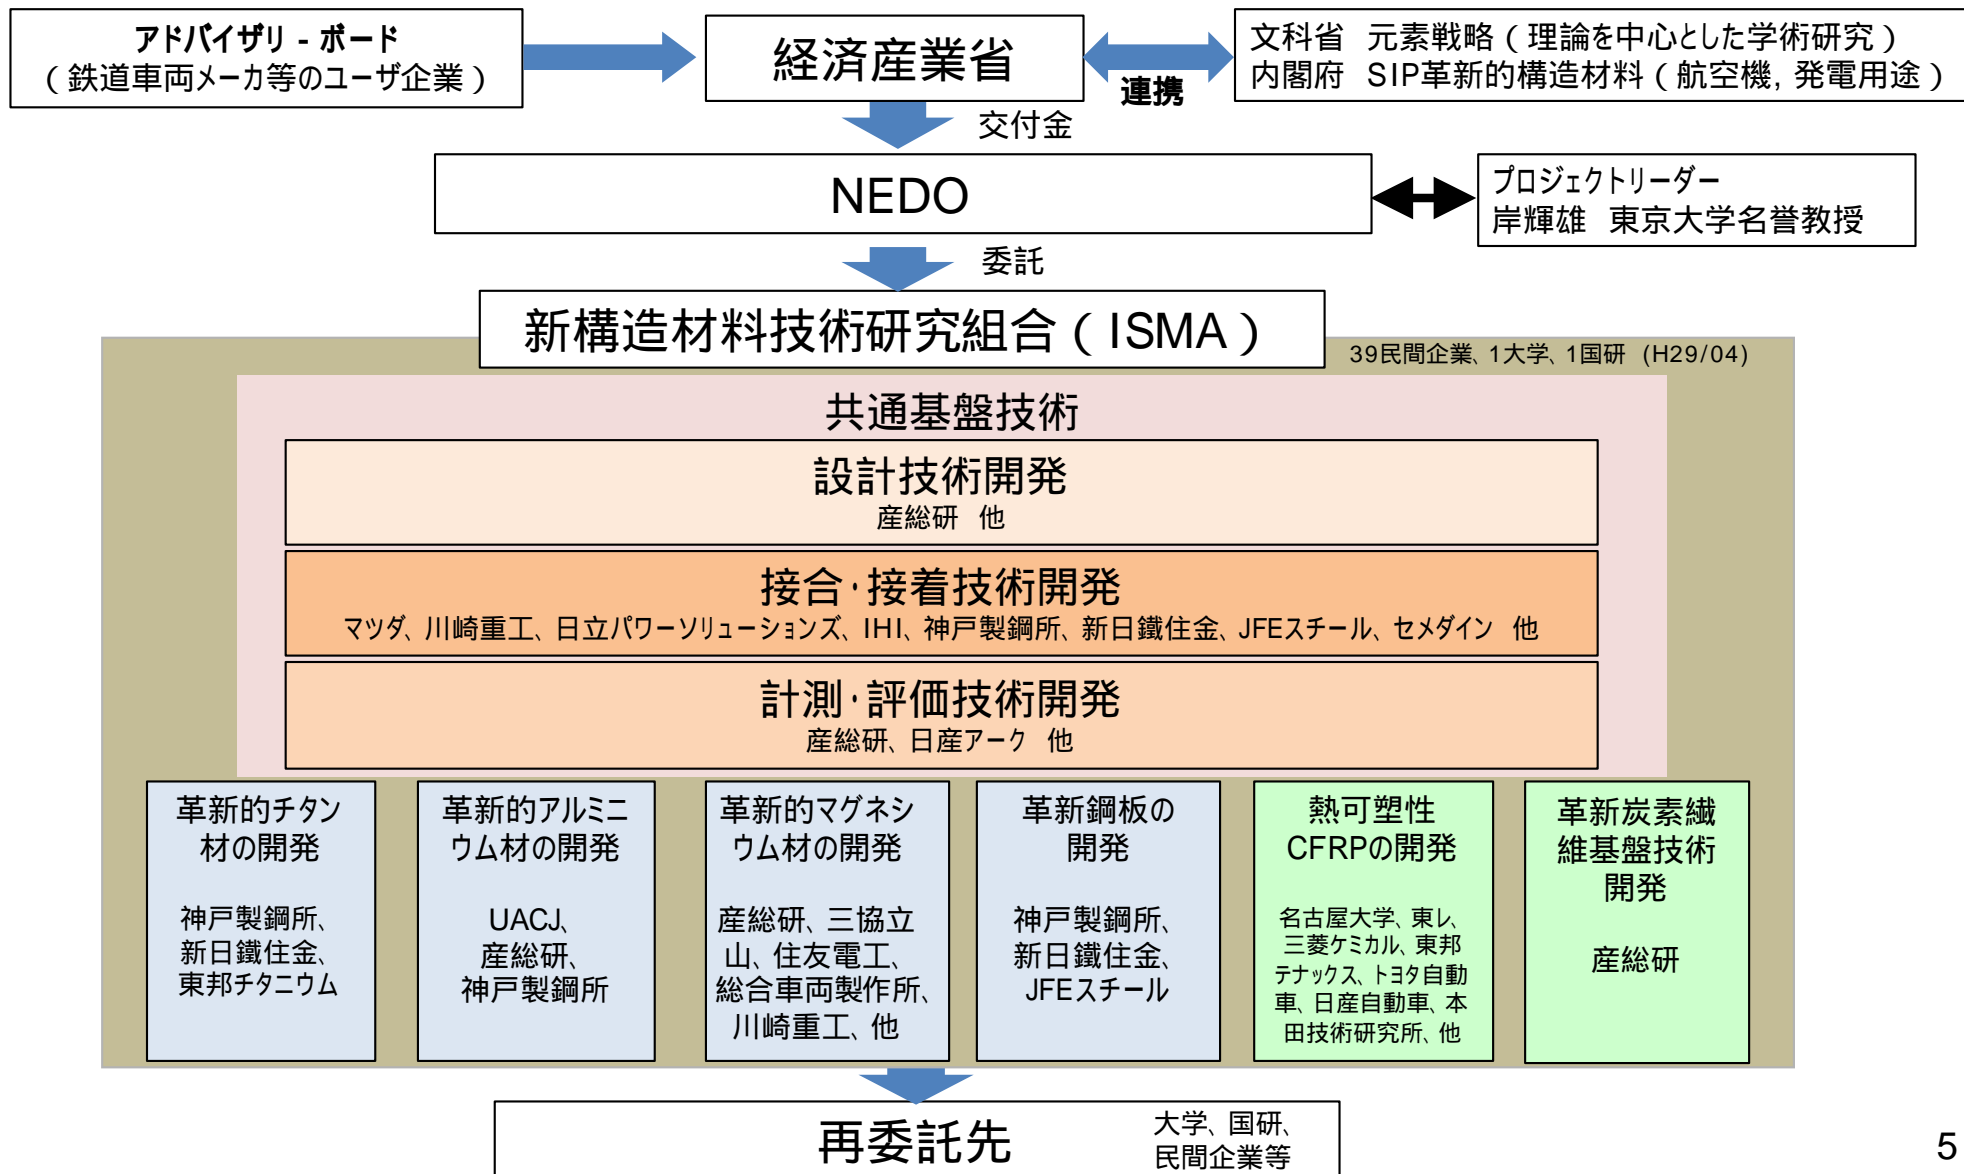 アドバイザリ - ボード
（鉄道車両メーカ等のユーザ企業）
経済産業省
連携
文科省 元素戦略（理論を中心とした学術研究）
内閣府 SIP革新的構造材料（航空機，発電用途）
交付金
NEDO
プロジェクトリーダー
岸輝雄 東京大学名誉教授
委託
新構造材料技術研究組合（ISMA）
39民間企業、1大学、1国研 (H29/04)
共通基盤技術
設計技術開発
産総研 他
接合･接着技術開発
マツダ、川崎重工、日立パワーソリューションズ、IHI、神戸製鋼所、新日鐵住金、JFEスチール、セメダイン 他
計測･評価技術開発
産総研、日産アーク 他
革新的チタン
材の開発
神戸製鋼所、
新日鐵住金、
東邦チタニウム
革新的アルミニ
ウム材の開発
UACJ、
産総研、
神戸製鋼所
革新的マグネシ
ウム材の開発
産総研、三協立
山、住友電工、
総合車両製作所、
川崎重工、他
革新鋼板の
開発
神戸製鋼所、
新日鐵住金、
JFEスチール
熱可塑性
CFRPの開発
名古屋大学、東レ、
三菱ケミカル、東邦
テナックス、トヨタ自動
車、日産自動車、本
田技術研究所、他
革新炭素繊
維基盤技術
開発
産総研
再委託先
大学、国研、
民間企業等
5